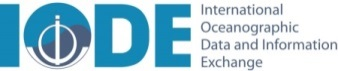 IODE
International
Oceanographic
Data and Information
Exchange